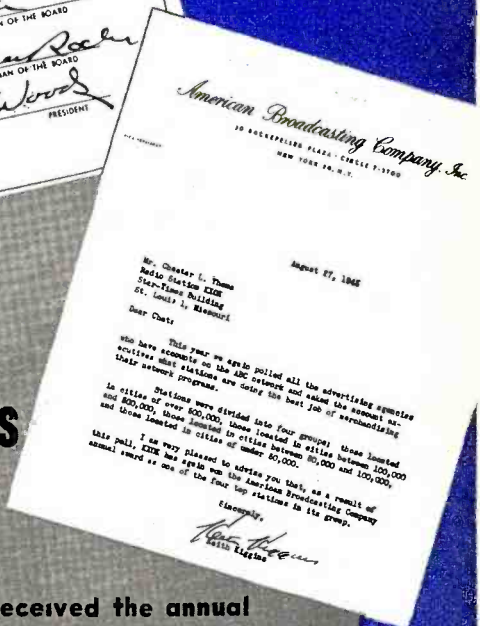 N OF THE BOARD
AN OF THE BOARD
Woods
PRESIDENT
American Broadcasting Company, Inc.
30 ROCKEFELLER PLAZA · CIRCLE 7-5700
NEW YORK 20, N.Y.
VICE PRESIDENT
August 27, 1945
Mr. Chester L. Thomas
Radio Station KXOK
Star-Times Building
St. Louis 1, Missouri
Dear Chet:
This year we again polled all the advertising agencies
who have accounts on the ABC network and asked the account ex-
ecutives what stations are doing the best job of merchandising
their network programs.
Stations were divided into four groups: those located
in cities of over 500,000, those located in cities between 100,000
and 500,000, those located in cities between 50,000 and 100,000,
and those located in cities of under 50,000.
I am very pleased to advise you that, as a result of
this poll, KXOK has again won the American Broadcasting Company
annual award as one of the four top stations in its group.
Sincerely,
Keith Kiggins
Keith Kiggins
S
eceived the annual